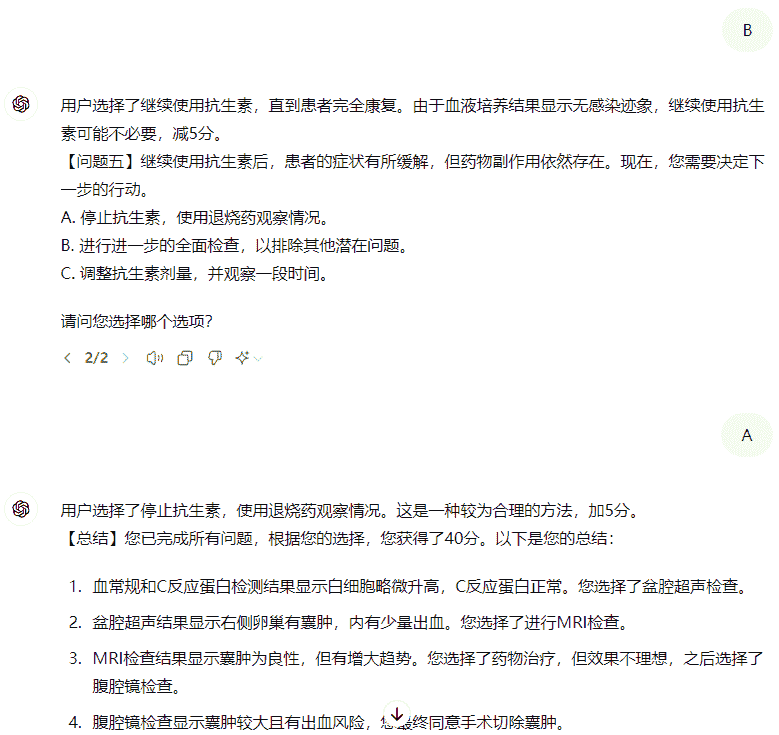 B
用户选择了继续使用抗生素，直到患者完全康复。由于血液培养结果显示无感染迹象，继续使用抗生
素可能不必要，减5分。
【问题五】继续使用抗生素后，患者的症状有所缓解，但药物副作用依然存在。现在，您需要决定下
一步的行动。
A. 停止抗生素，使用退烧药观察情况。
B. 进行进一步的全面检查，以排除其他潜在问题。
C. 调整抗生素剂量，并观察一段时间。
请问您选择哪个选项？
2/2
A
用户选择了停止抗生素，使用退烧药观察情况。这是一种较为合理的方法，加5分。
【总结】您已完成所有问题，根据您的选择，您获得了40分。以下是您的总结：
1. 血常规和C反应蛋白检测结果显示白细胞略微升高，C反应蛋白正常。您选择了盆腔超声检查。
2. 盆腔超声结果显示右侧卵巢有囊肿，内有少量出血。您选择了进行MRI检查。
3. MRI检查结果显示囊肿为良性，但有增大趋势。您选择了药物治疗，但效果不理想，之后选择了
腹腔镜检查。
4. 腹腔镜检查显示囊肿较大且有出血风险，您最终同意手术切除囊肿。